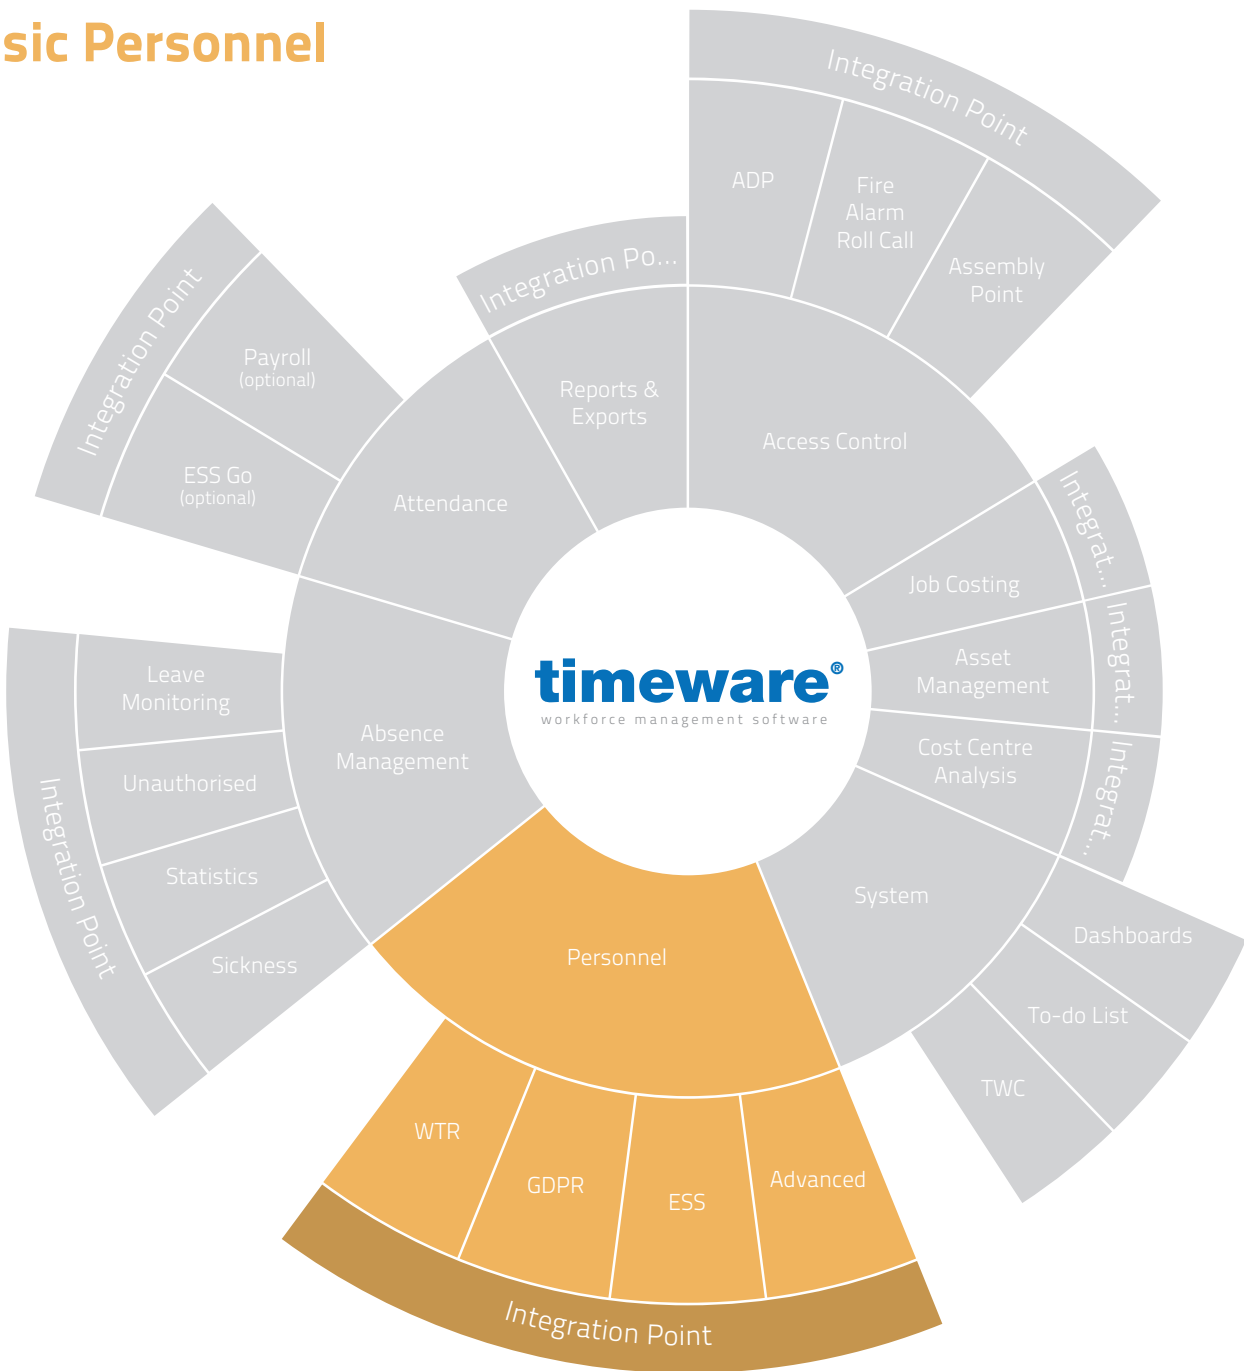 sic Personnel
Integration Point
ADP
Fire
Alarm
Roll Call
Assembly
Point
Integration Po...
Reports &
Exports
Access Control
Integration Point
Payroll
(optional)
ESS Go
(optional)
Attendance
Integrat...
Job Costing
Integrat...
Asset
Management
Integrat...
Cost Centre
Analysis
timeware®
workforce management software
Leave
Monitoring
Unauthorised
Statistics
Sickness
Integration Point
Absence
Management
System
Dashboards
To-do List
TWC
Personnel
WTR
GDPR
ESS
Advanced
Integration Point